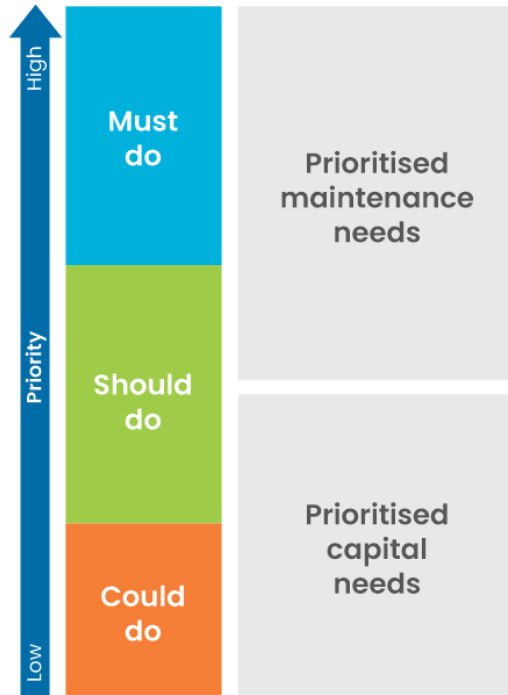 High
Priority
Low
Must
do
Should
do
Could
do
Prioritised
maintenance
needs
Prioritised
capital
needs